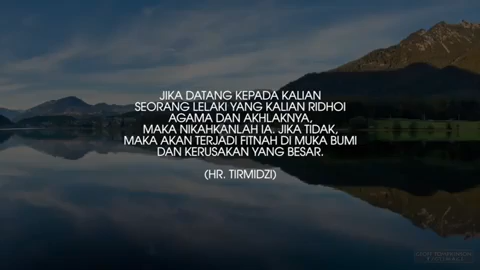 JIKA DATANG KEPADA KALIAN
SEORANG LELAKI YANG KALIAN RIDHOI
AGAMA DAN AKHLAKNYA,
MAKA NIKAHKANLAH IA. JIKA TIDAK,
MAKA AKAN TERJADI FITNAH DI MUKA BUMI
DAN KERUSAKAN YANG BESAR.
(HR. TIRMIDZI)